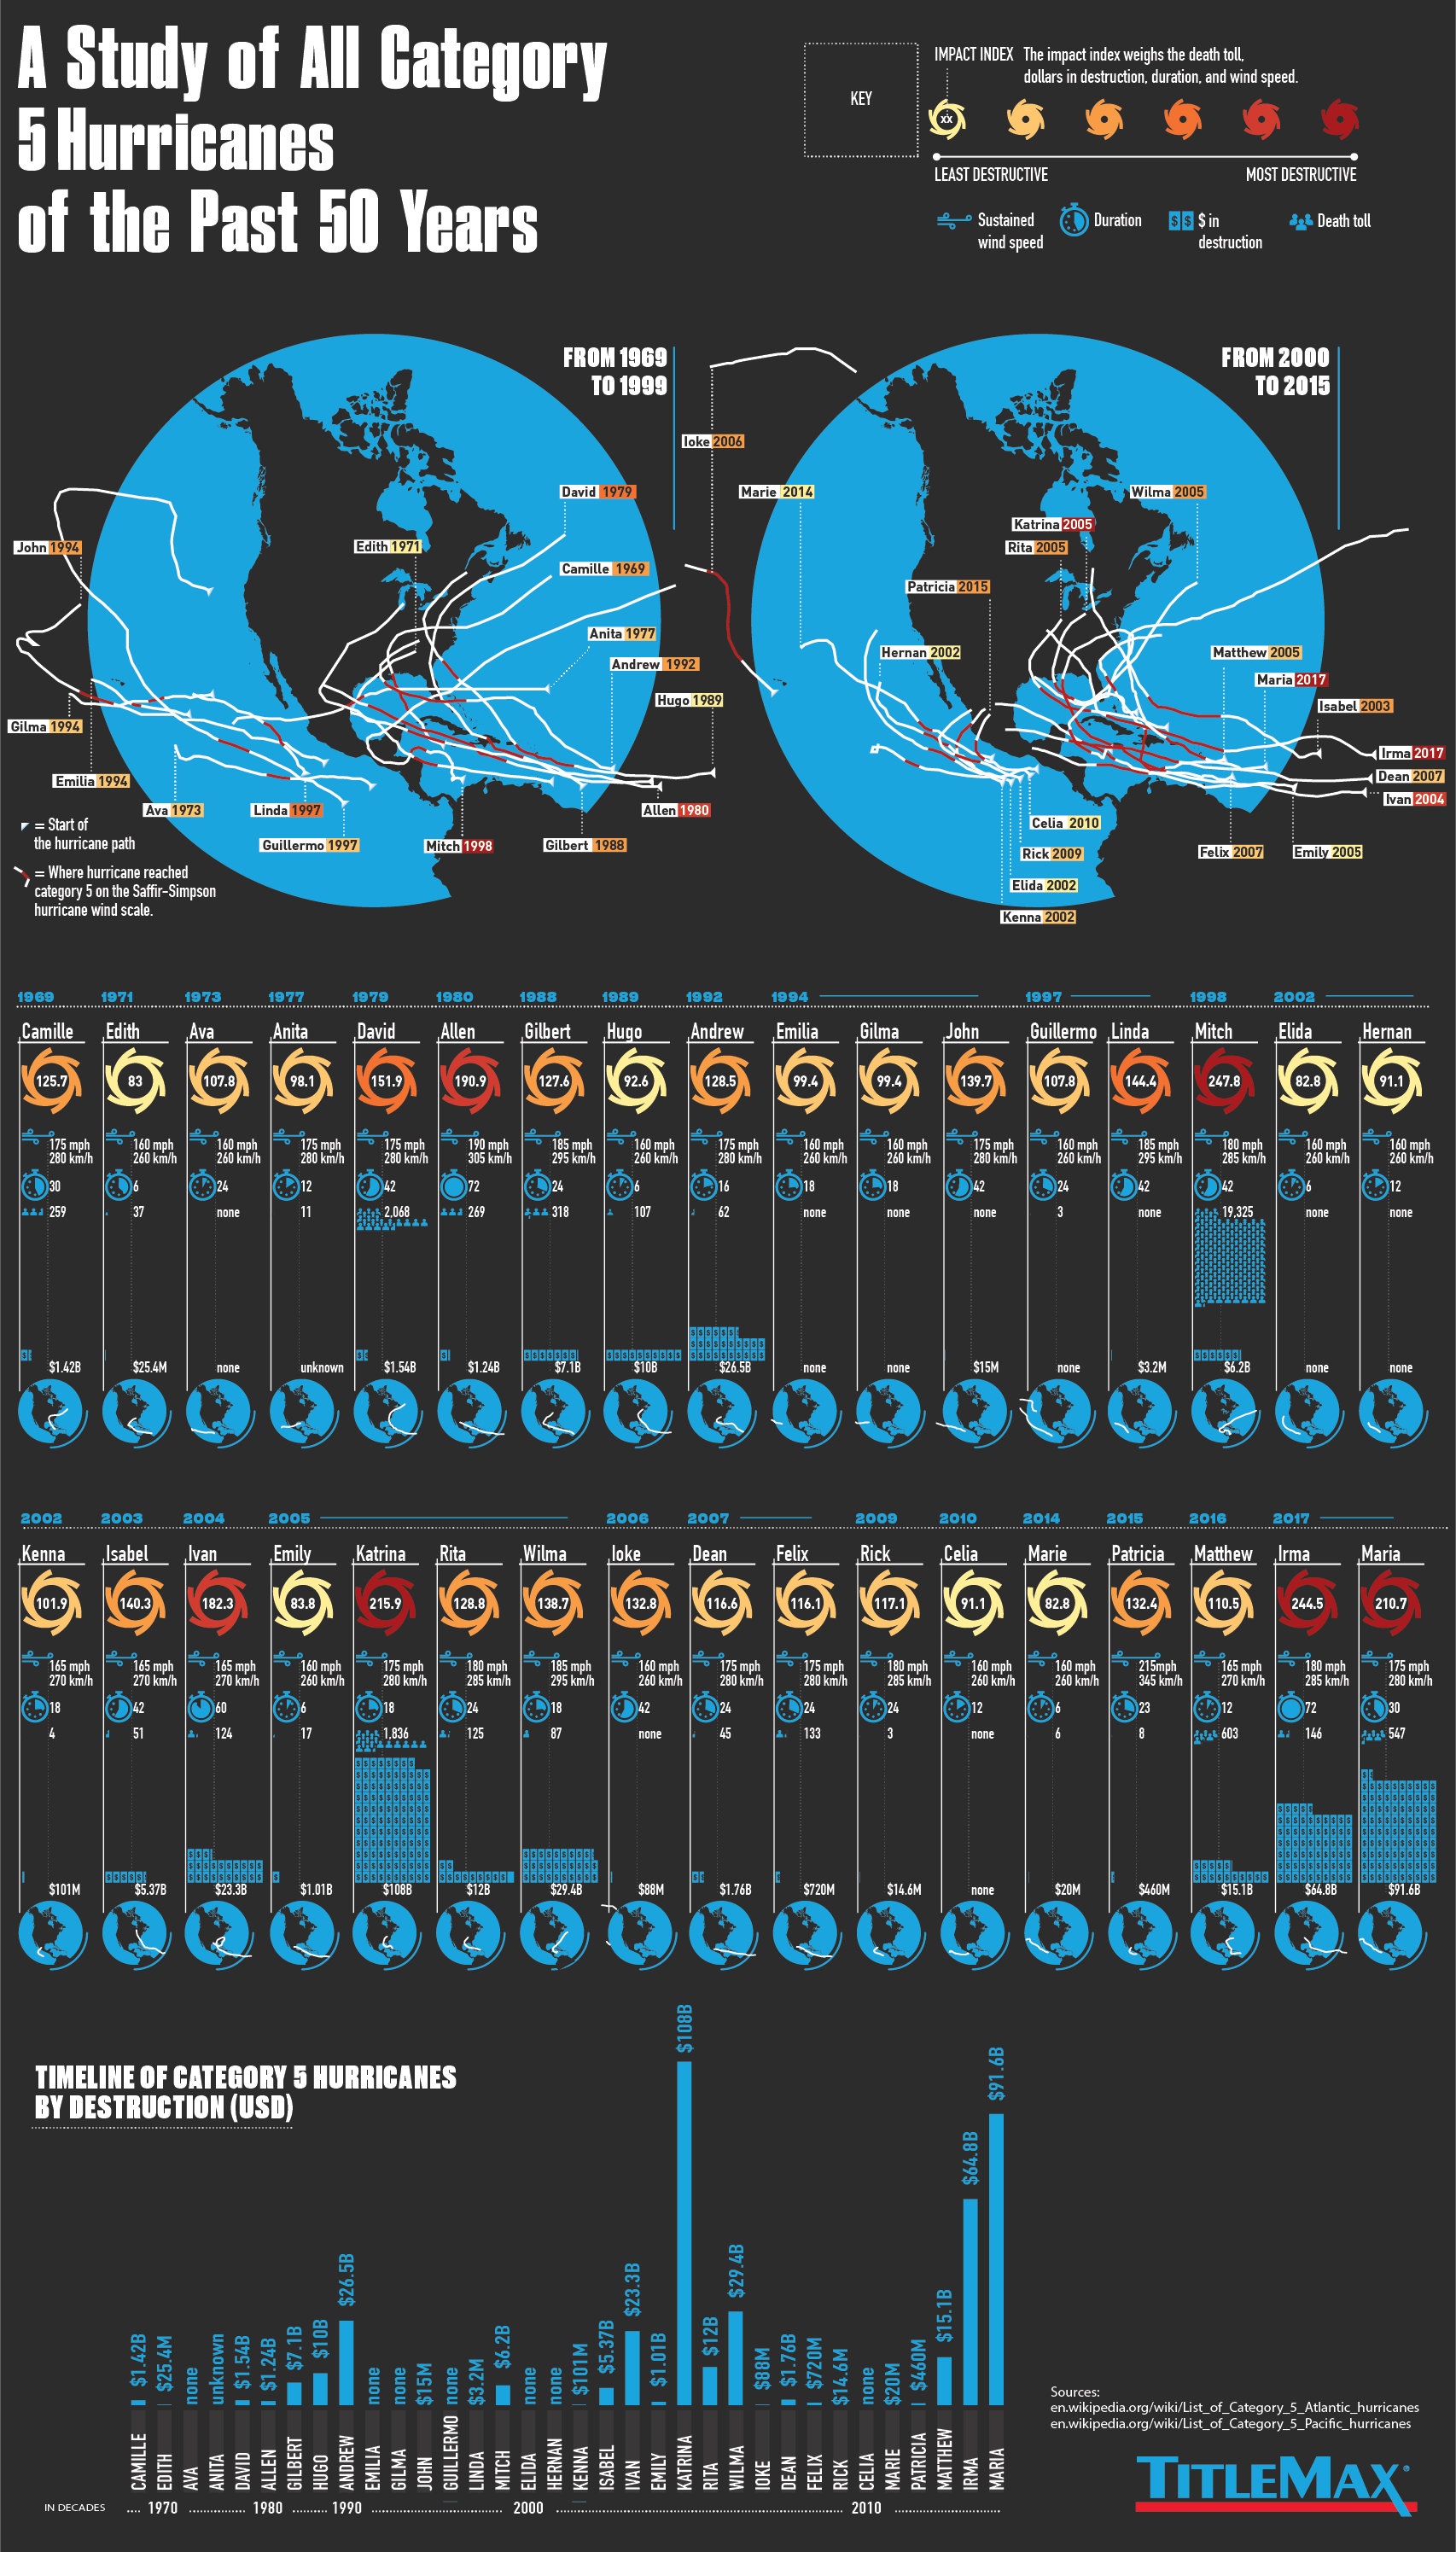 A Study of All Category
5 Hurricanes
of the Past 50 Years
KEY
IMPACT INDEX The impact index weighs the death toll,
dollars in destruction, duration, and wind speed.
xx
LEAST DESTRUCTIVE MOST DESTRUCTIVE
Sustained
wind speed
Duration
$ in
destruction
Death toll
FROM 1969
TO 1999
John 1994
Edith 1971
David 1979
Camille 1969
Anita 1977
Andrew 1992
Hugo 1989
Gilma 1994
Emilia 1994
Ava 1973
Linda 1997
Guillermo 1997
Mitch 1998
Gilbert 1988
Allen 1980
= Start of
the hurricane path
= Where hurricane reached
category 5 on the Saffir-Simpson
hurricane wind scale.
FROM 2000
TO 2015
Ioke 2006
Marie 2014
Wilma 2005
Katrina 2005
Rita 2005
Patricia 2015
Hernan 2002
Matthew 2005
Maria 2017
Isabel 2003
Irma 2017
Dean 2007
Ivan 2004
Celia 2010
Rick 2009
Elida 2002
Kenna 2002
Felix 2007
Emily 2005
1969 1971 1973 1977 1979 1980 1988 1989 1992 1994 1997 1998 2002
Camille Edith Ava Anita David Allen Gilbert Hugo Andrew Emilia Gilma John Guillermo Linda Mitch Elida Hernan
125.7 83 107.8 98.1 151.9 190.9 127.6 92.6 128.5 99.4 99.4 139.7 107.8 144.4 247.8 82.8 91.1
175 mph 160 mph 160 mph 175 mph 175 mph 190 mph 185 mph 160 mph 175 mph 160 mph 160 mph 175 mph 160 mph 185 mph 180 mph 160 mph 160 mph
280 km/h 260 km/h 260 km/h 280 km/h 280 km/h 305 km/h 295 km/h 260 km/h 280 km/h 260 km/h 260 km/h 280 km/h 260 km/h 295 km/h 285 km/h 260 km/h 260 km/h
30 6 24 12 42 72 24 6 16 18 18 42 24 42 42 6 12
259 37 none 11 2,068 269 318 107 62 none none none 3 none 19,325 none none
$1.42B $25.4M none unknown $1.54B $1.24B $7.1B $10B $26.5B none none $15M none $3.2M $6.2B none none
2002 2003 2004 2005 2006 2007 2009 2010 2014 2015 2016 2017
Kenna Isabel Ivan Emily Katrina Rita Wilma Ioke Dean Felix Rick Celia Marie Patricia Matthew Irma Maria
101.9 140.3 182.3 83.8 215.9 128.8 138.7 132.8 116.6 116.1 117.1 91.1 82.8 132.4 110.5 244.5 210.7
165 mph 165 mph 165 mph 160 mph 175 mph 180 mph 185 mph 160 mph 175 mph 175 mph 180 mph 160 mph 160 mph 215mph 165 mph 180 mph 175 mph
270 km/h 270 km/h 270 km/h 260 km/h 280 km/h 285 km/h 295 km/h 260 km/h 280 km/h 280 km/h 285 km/h 260 km/h 260 km/h 345 km/h 270 km/h 285 km/h 280 km/h
18 42 60 6 18 24 18 42 24 24 24 12 6 23 12 72 30
4 51 124 17 1,836 125 87 none 45 133 3 none 6 8 603 146 547
$101M $5.37B $23.3B $1.01B $108B $12B $29.4B $88M $1.76B $720M $14.6M none $20M $460M $15.1B $64.8B $91.6B
TIMELINE OF CATEGORY 5 HURRICANES
BY DESTRUCTION (USD)
$1.42B $25.4M none unknown $1.54B $1.24B $7.1B $10B $26.5B none none $15M none $3.2M $6.2B none none $101M $5.37B $23.3B $1.01B $108B $12B $29.4B $88M $1.76B $720M $14.6M none $20M $460M $15.1B $64.8B $91.6B
CAMILLE EDITH AVA ANITA DAVID ALLEN GILBERT HUGO ANDREW EMILIA GILMA JOHN GUILLERMO LINDA MITCH ELIDA HERNAN KENNA ISABEL IVAN EMILY KATRINA RITA WILMA IOKE DEAN FELIX RICK CELIA MARIE PATRICIA MATTHEW IRMA MARIA
IN DECADES 1970 1980 1990 2000 2010
Sources:
en.wikipedia.org/wiki/List_of_Category_5_Atlantic_hurricanes
en.wikipedia.org/wiki/List_of_Category_5_Pacific_hurricanes
TITLEMAX®